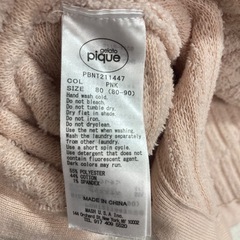 gelato
pique
PBNT211447
COL PNK
SIZE 80 (80-90)
Hand wash cold.
Do not bleach.
Do not tumble dry.
Dry flat in shade.
Do not iron.
Do not dryclean.
Use the net when washing.
Wash the laundry
separately.
Use a short spin cycle.
Use detergent that does not
contain fluorescent agent.
Dark colors may run.
POLYESTER
COTTON
SPANDEX
MADE IN CHINA
MASH U.S.A Inc.